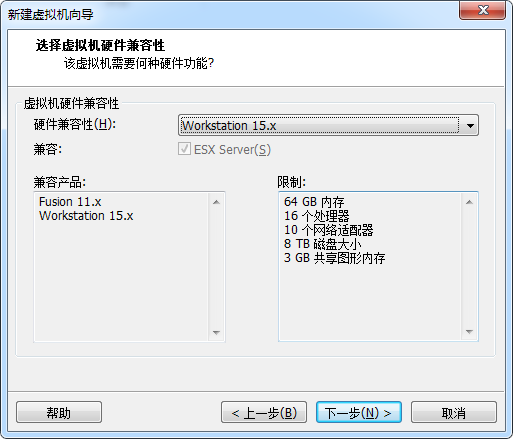 新建虚拟机向导
选择虚拟机硬件兼容性
该虚拟机需要何种硬件功能?
虚拟机硬件兼容性
硬件兼容性(H):
Workstation 15.x
兼容:
ESX Server(S)
兼容产品:
Fusion 11.x
Workstation 15.x
限制:
64 GB 内存
16 个处理器
10 个网络适配器
8 TB 磁盘大小
3 GB 共享图形内存
帮助
< 上一步(B)
下一步(N) >
取消